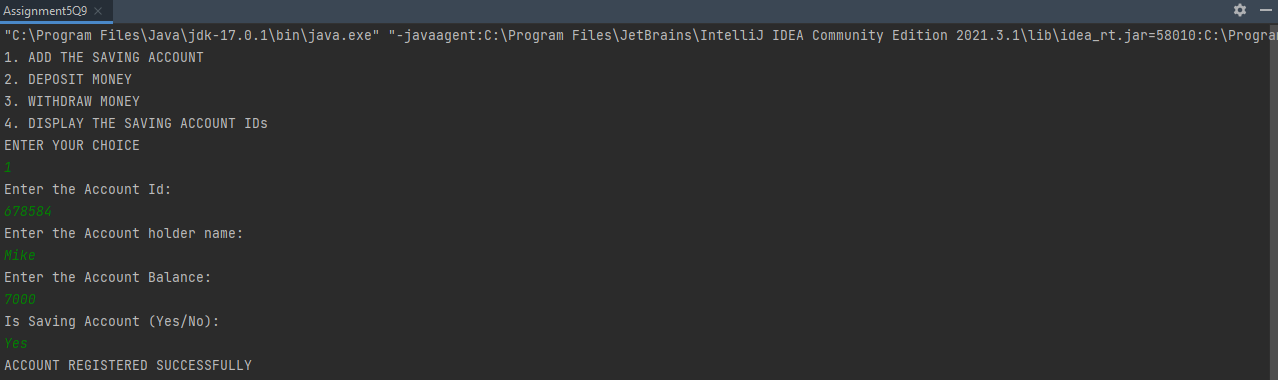 Assignment5Q9
"C:\Program Files\Java\jdk-17.0.1\bin\java.exe" "-javaagent:C:\Program Files\JetBrains\IntelliJ IDEA Community Edition 2021.3.1\lib\idea_rt.jar=58010:C:\Program
1. ADD THE SAVING ACCOUNT
2. DEPOSIT MONEY
3. WITHDRAW MONEY
4. DISPLAY THE SAVING ACCOUNT IDs
ENTER YOUR CHOICE
1
Enter the Account Id:
678584
Enter the Account holder name:
Mike
Enter the Account Balance:
7000
Is Saving Account (Yes/No):
Yes
ACCOUNT REGISTERED SUCCESSFULLY